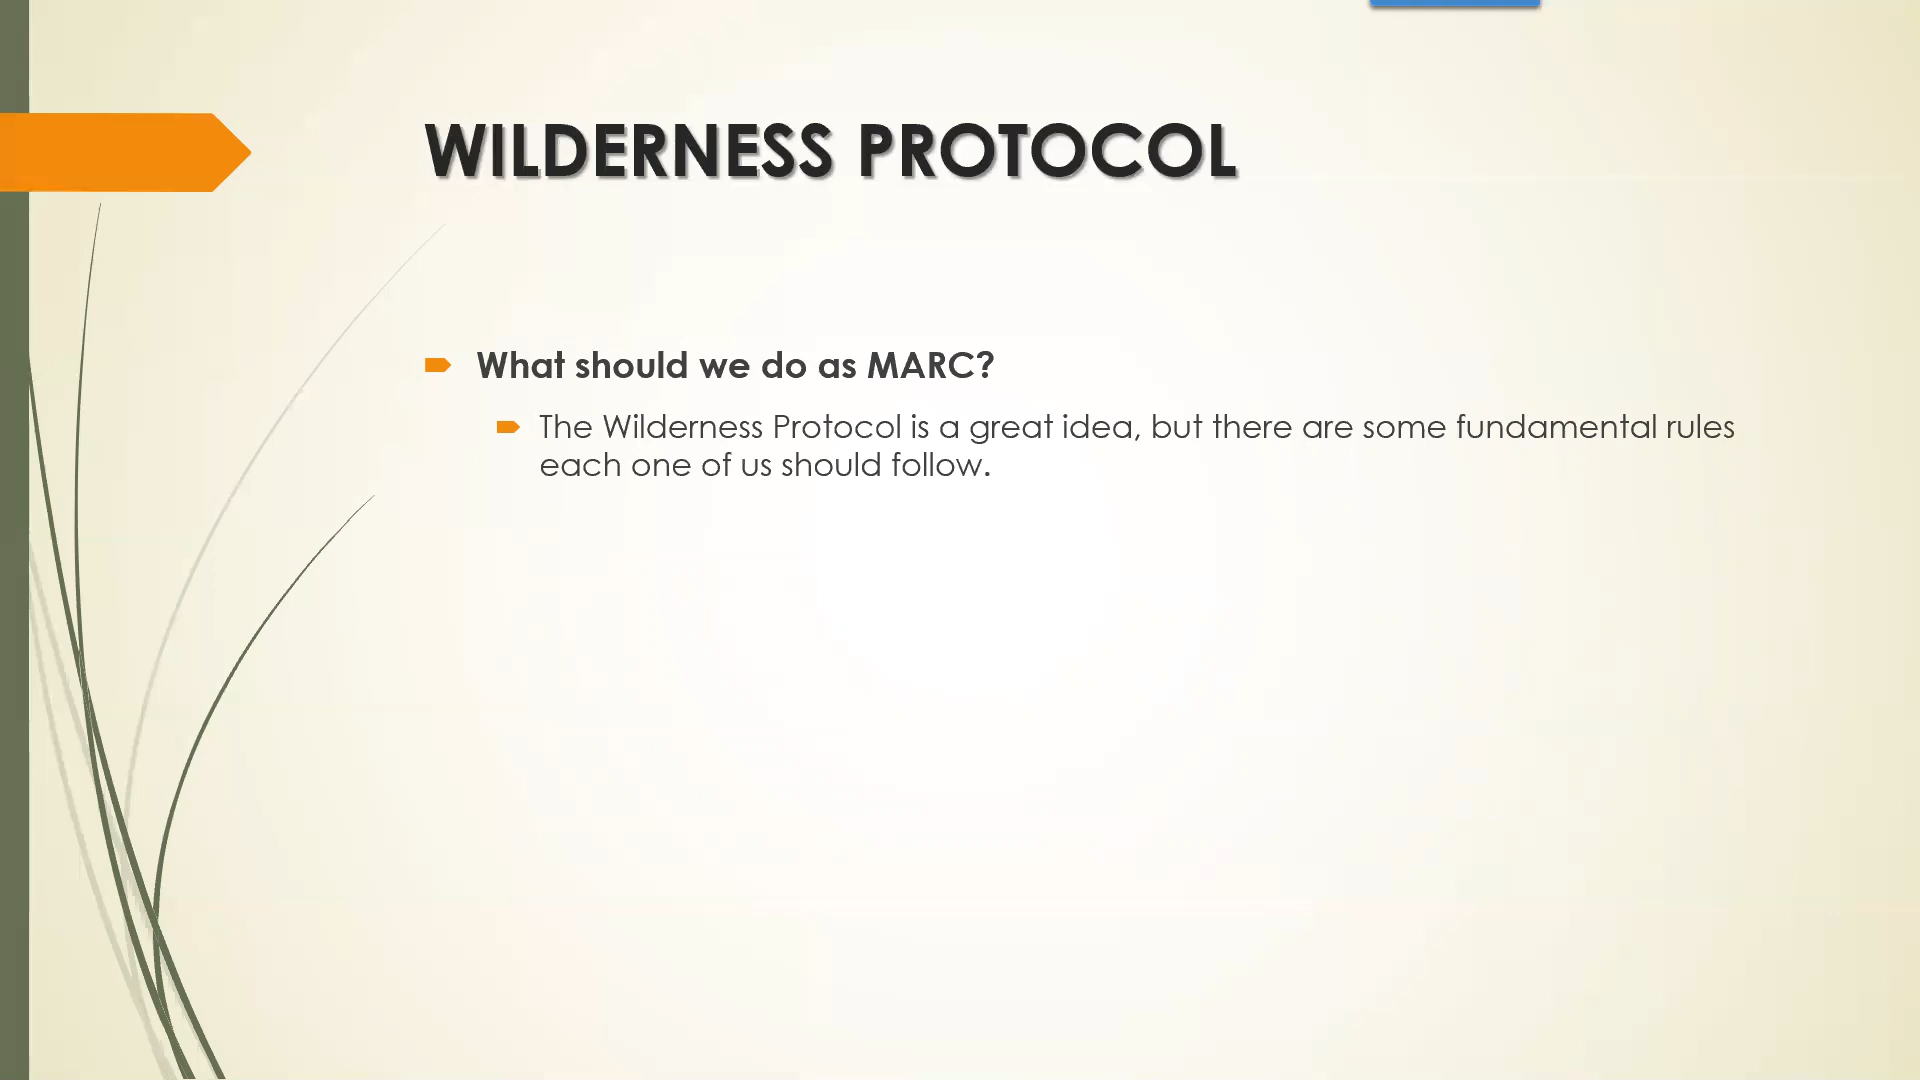 WILDERNESS PROTOCOL
What should we do as MARC?
The Wilderness Protocol is a great idea, but there are some fundamental rules
each one of us should follow.